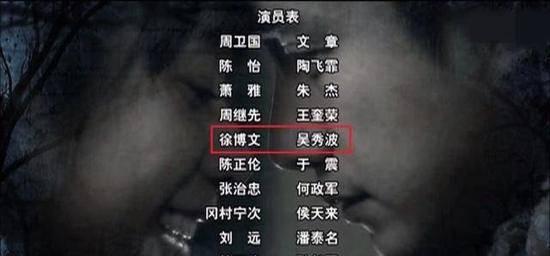 演员表
周卫国 文章
陈怡 陶飞霏
萧雅 朱杰
周继先 王奎荣
徐博文 吴秀波
陈正伦 于震
张治忠 何政军
冈村宁次 侯天来
刘远 潘泰名